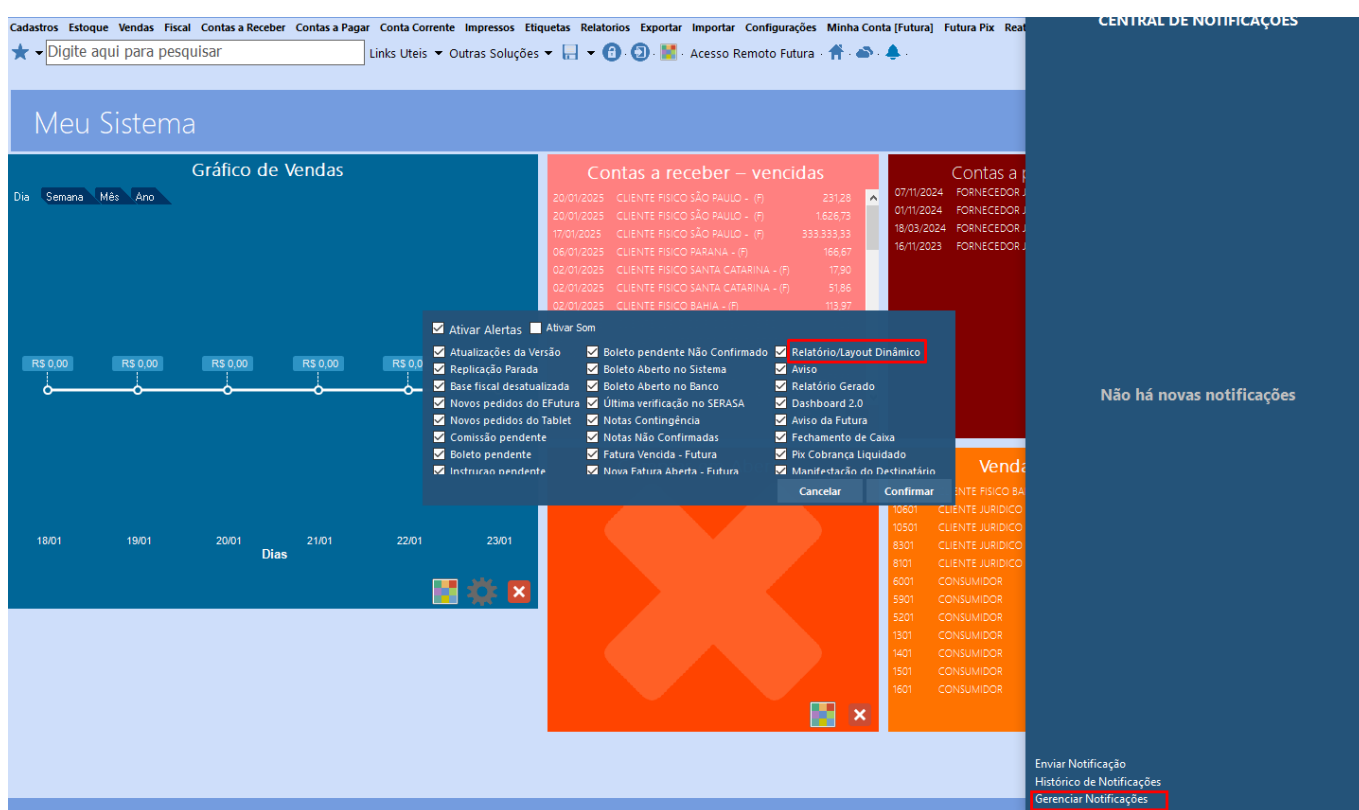 Cadastros Estoque Vendas Fiscal Contas a Receber Contas a Pagar Conta Corrente Impressos Etiquetas Relatorios Exportar Importar Configurações Minha Conta [Futura] Futura Pix
CENTRAL DE NOTIFICAÇÕES
Digite aqui para pesquisar
Links Uteis Outras Soluções Acesso Remoto Futura
Meu Sistema
Gráfico de Vendas
Dia Semana Mês Ano
R$ 0,00 R$ 0,00 R$ 0,00 R$ 0,00 R$ 0,0
18/01 19/01 20/01 21/01 22/01 23/01
Dias
Contas a receber – vencidas
20/01/2025 CLIENTE FISICO SÃO PAULO - (F) 231,28
20/01/2025 CLIENTE FISICO SÃO PAULO - (F) 1.626,73
17/01/2025 CLIENTE FISICO SÃO PAULO - (F) 333.333,33
06/01/2025 CLIENTE FISICO PARANA - (F) 166,67
02/01/2025 CLIENTE FISICO SANTA CATARINA - (F) 17,90
02/01/2025 CLIENTE FISICO SANTA CATARINA - (F) 51,86
02/01/2025 CLIENTE FISICO BAHIA - (F) 113,97
Contas a
07/11/2024 FORNECEDOR J
01/11/2024 FORNECEDOR J
18/03/2024 FORNECEDOR J
16/11/2023 FORNECEDOR J
Ativar Alertas Ativar Som
Atualizações da Versão Boleto pendente Não Confirmado Relatório/Layout Dinâmico
Replicação Parada Boleto Aberto no Sistema Aviso
Base fiscal desatualizada Boleto Aberto no Banco Relatório Gerado
Novos pedidos do EFutura Última verificação no SERASA Dashboard 2.0
Novos pedidos do Tablet Notas Contingência Aviso da Futura
Comissão pendente Notas Não Confirmadas Fechamento de Caixa
Boleto pendente Fatura Vencida - Futura Pix Cobrança Liquidado
Instrucao pendente Nova Fatura Aberta - Futura Manifestação do Destinatário
Cancelar Confirmar
Não há novas notificações
Venda
ENTE FISICO BA
10601 CLIENTE JURIDICO
10501 CLIENTE JURIDICO
8301 CLIENTE JURIDICO
8101 CLIENTE JURIDICO
6001 CONSUMIDOR
5901 CONSUMIDOR
5201 CONSUMIDOR
1301 CONSUMIDOR
1401 CONSUMIDOR
1501 CONSUMIDOR
1601 CONSUMIDOR
Enviar Notificação
Histórico de Notificações
Gerenciar Notificações